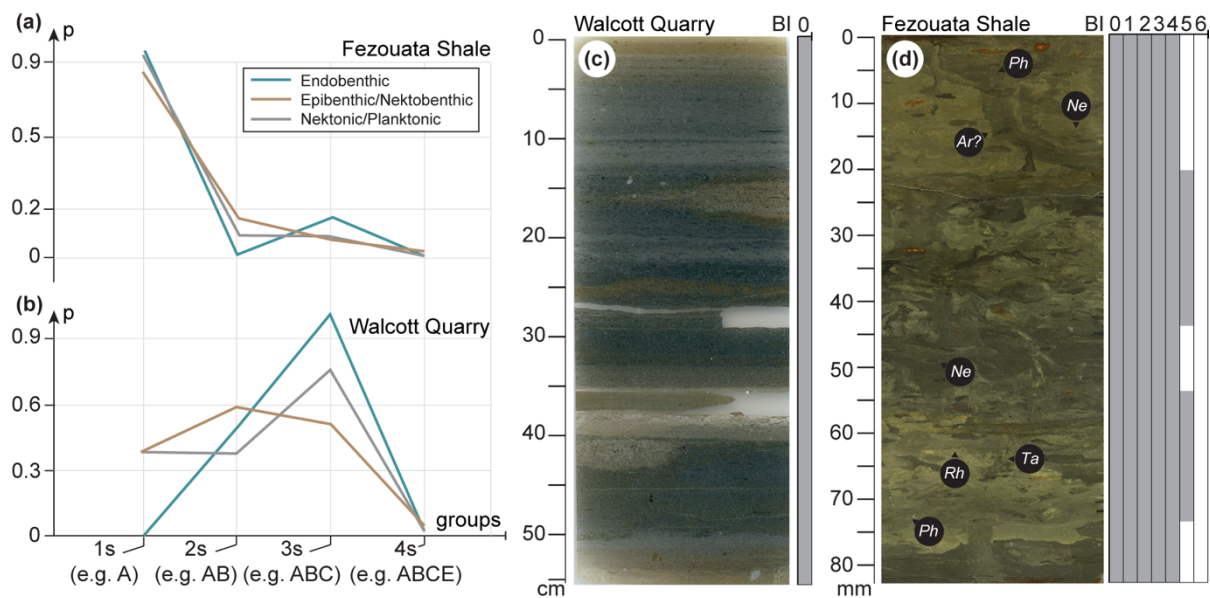 (a)
p
Fezouata Shale
0.9
0.5
0.2
0
Endobenthic
Epibenthic/Nektobenthic
Nektonic/Planktonic
(b)
p
Walcott Quarry
0.9
0.6
0.3
0
groups
1s 2s 3s 4s
(e.g. A) (e.g. AB) (e.g. ABC) (e.g. ABCE)
Walcott Quarry BI 0
(c)
0
10
20
30
40
50
cm
Fezouata Shale BI 0 1 2 3 4 5 6
(d)
0
10
20
30
40
50
60
70
80
mm
Ph
Ne
Ar?
Ne
Rh
Ta
Ph